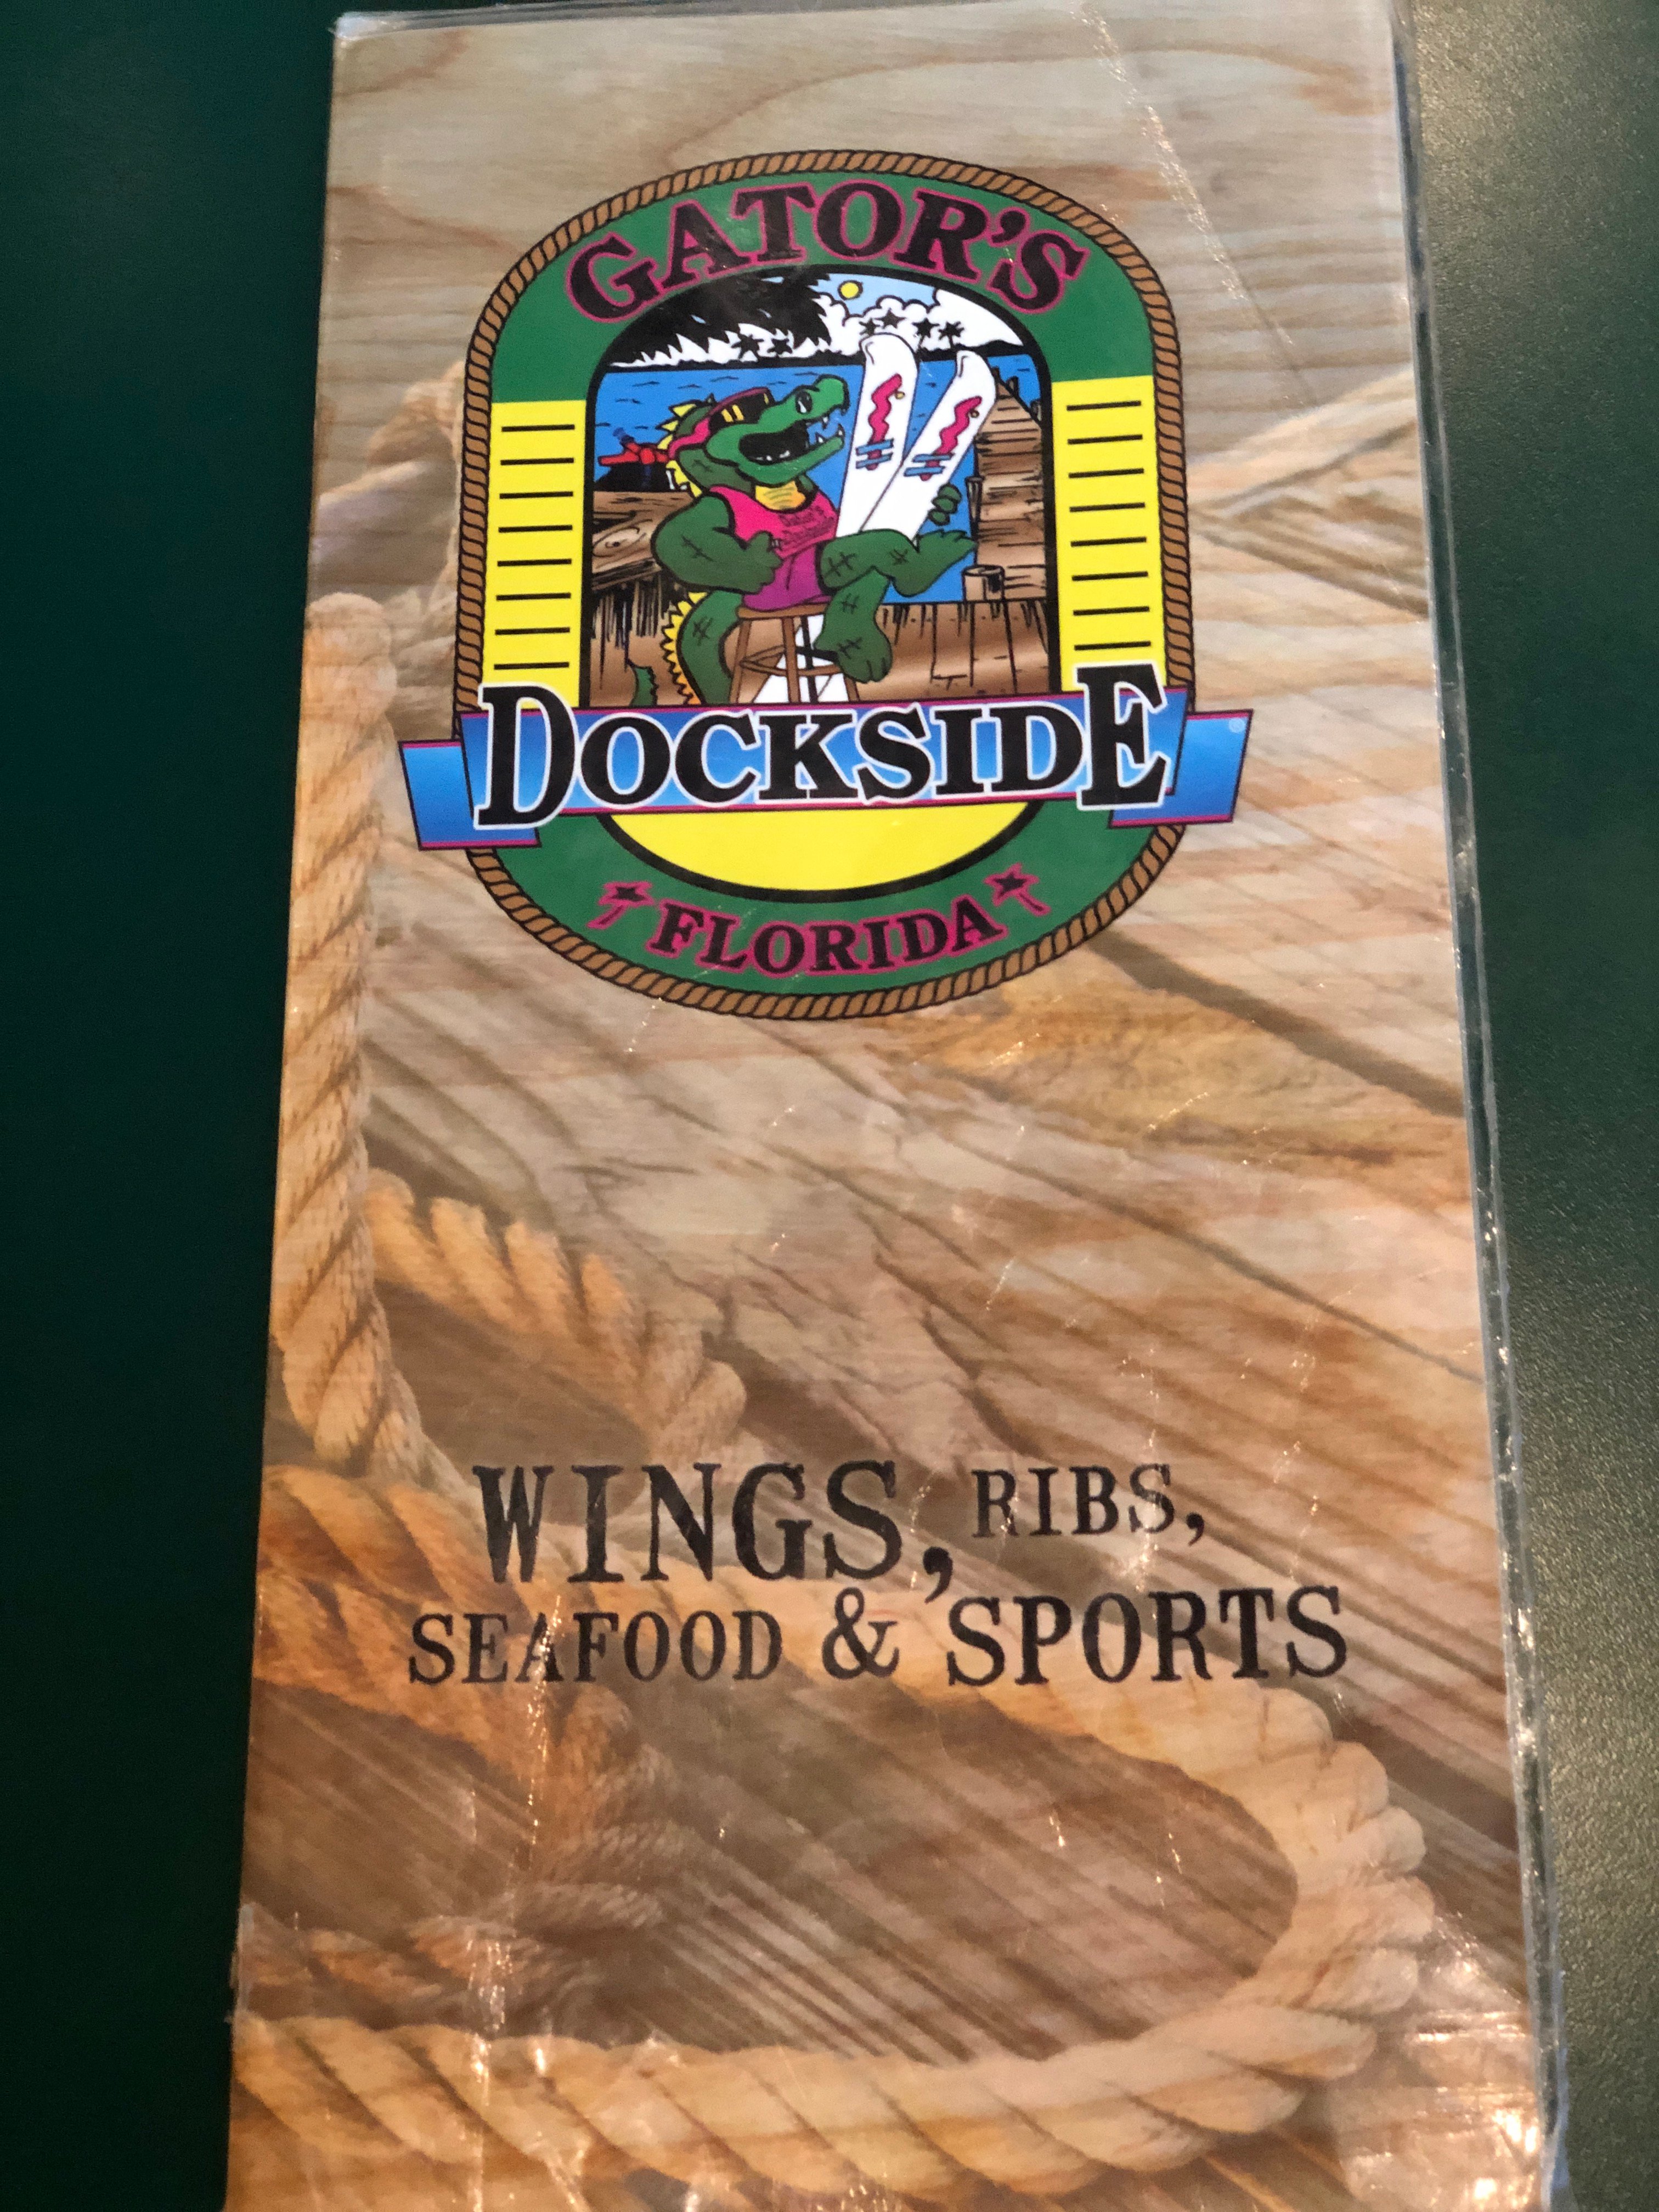 GATOR'S
DOCKSIDE
FLORIDA
WINGS, RIBS,
SEAFOOD & SPORTS